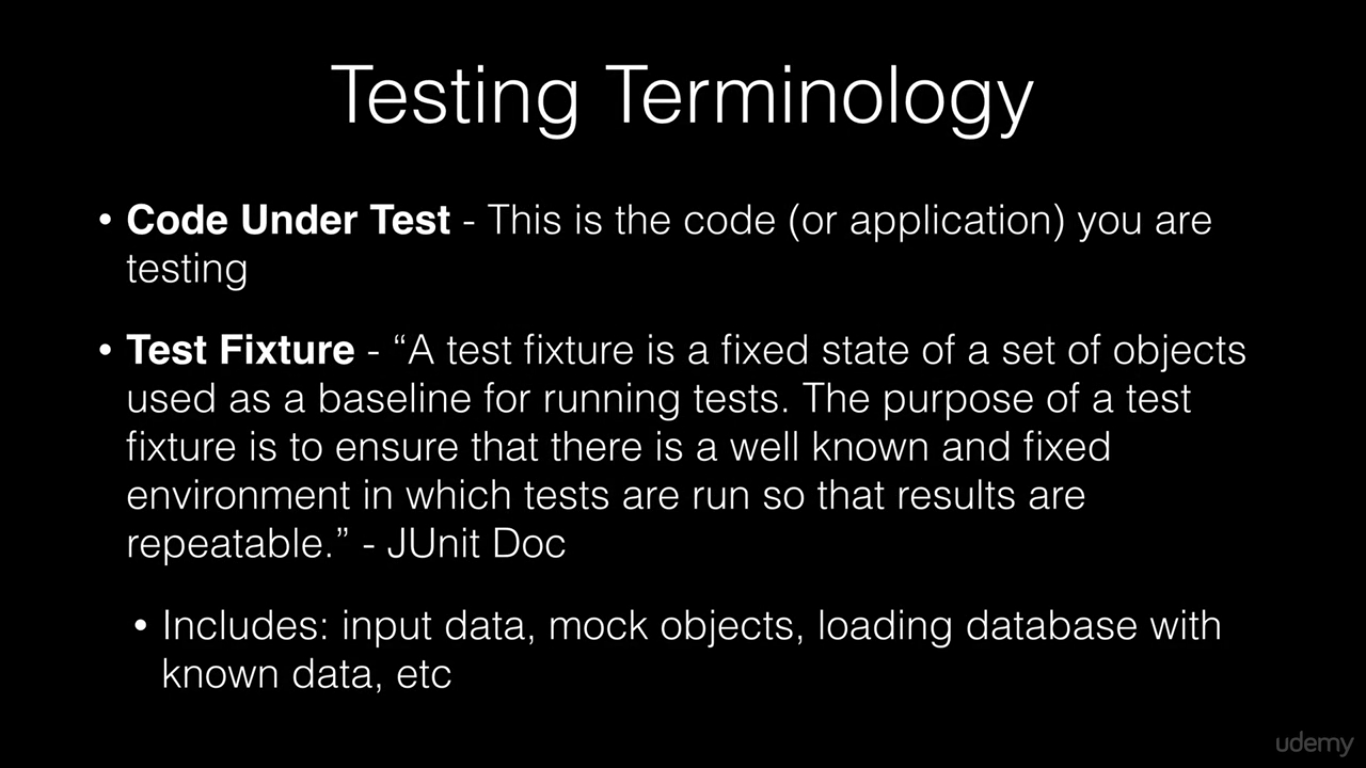 Testing Terminology
• Code Under Test - This is the code (or application) you are
testing
• Test Fixture - “A test fixture is a fixed state of a set of objects
used as a baseline for running tests. The purpose of a test
fixture is to ensure that there is a well known and fixed
environment in which tests are run so that results are
repeatable.” - JUnit Doc
• Includes: input data, mock objects, loading database with
known data, etc
udemy